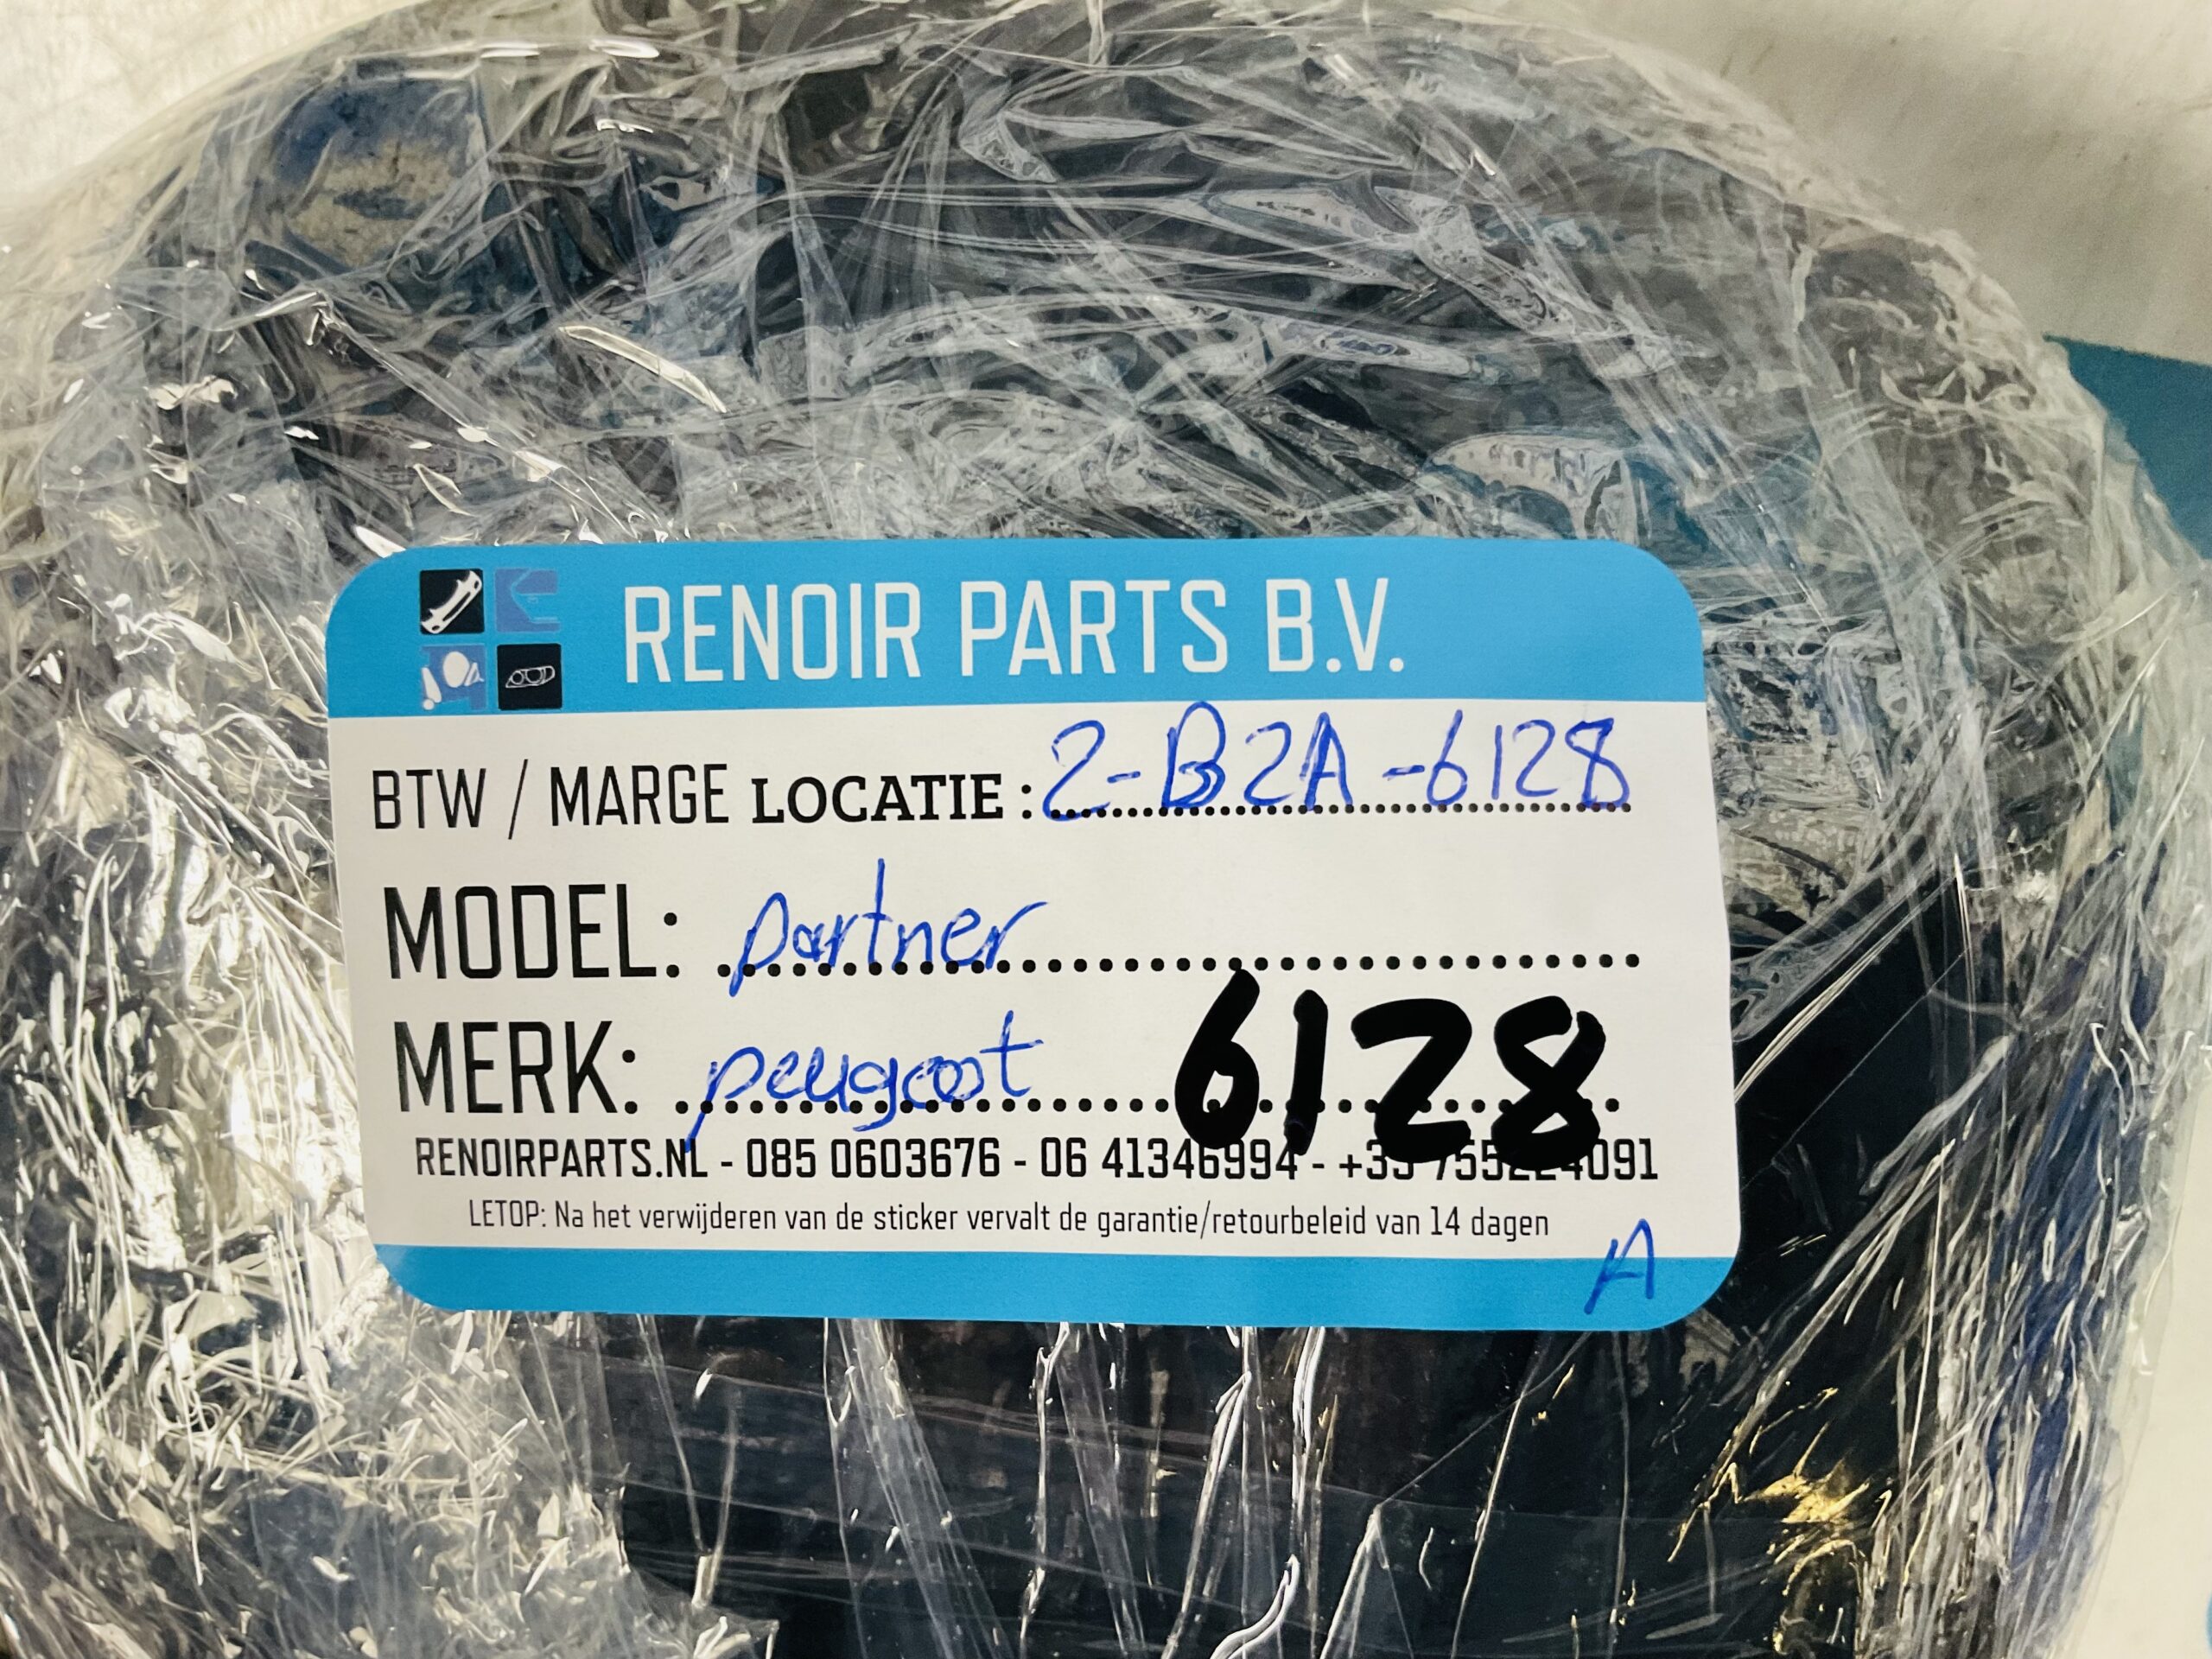 RENOIR PARTS B.V.
BTW / MARGE LOCATIE : 2-B2A-6128
MODEL: partner
MERK: peugeot 6128
RENOIRPARTS.NL - 085 0603676 - 06 41346994 -
LETOP: Na het verwijderen van de sticker vervalt de garantie/retourbeleid van 14 dagen
A